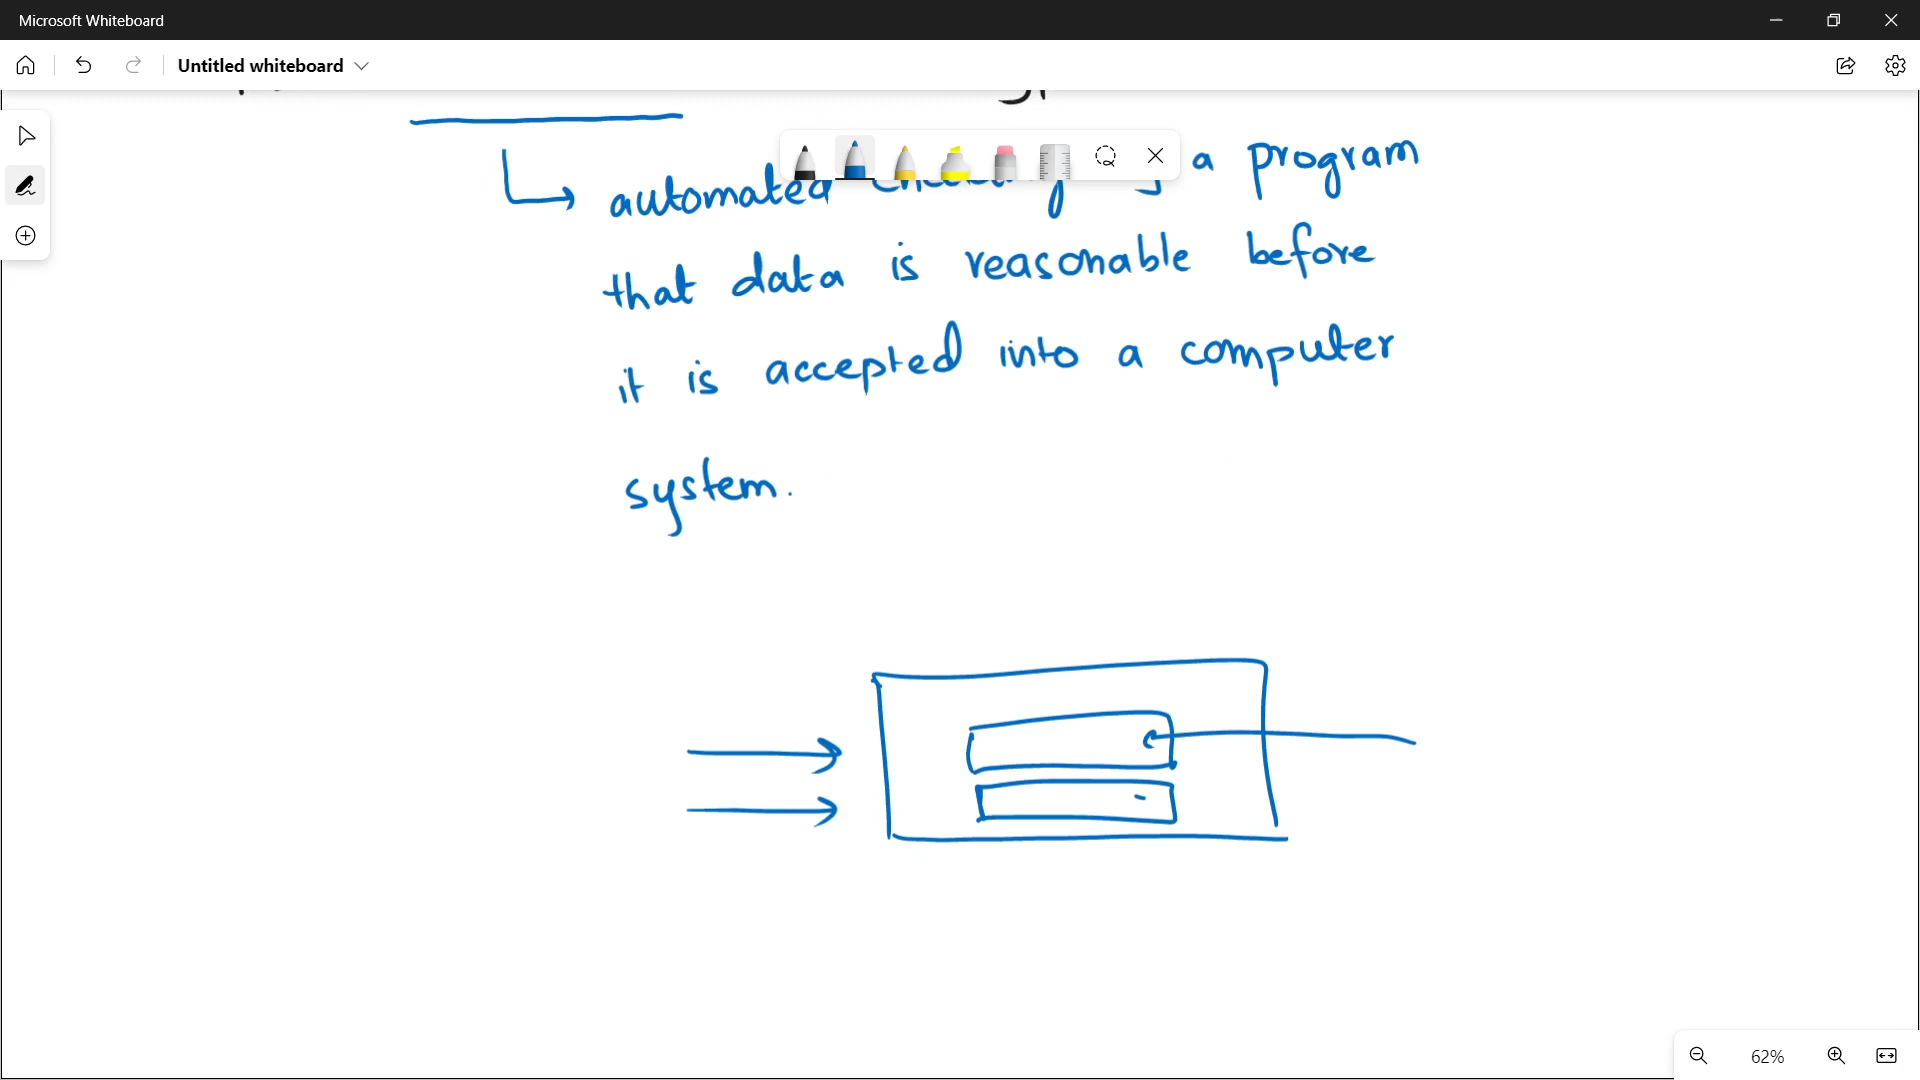 Microsoft Whiteboard
Untitled whiteboard
automated a program
that data is reasonable before
it is accepted into a computer
system.
62%